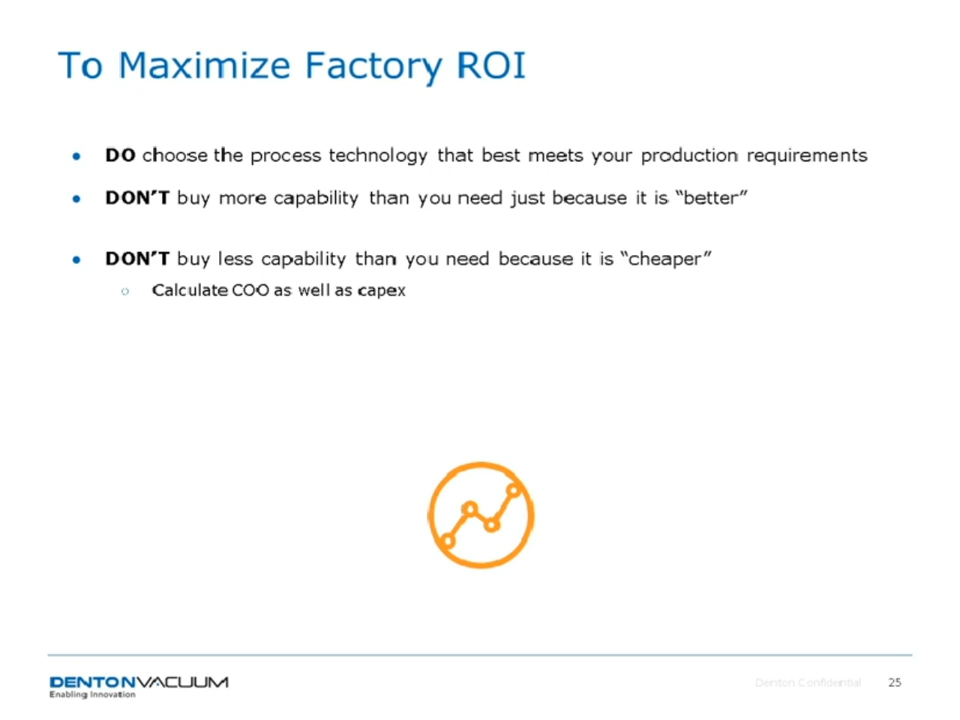 To Maximize Factory ROI
● DO choose the process technology that best meets your production requirements
● DON’T buy more capability than you need just because it is “better”
● DON’T buy less capability than you need because it is “cheaper”
○ Calculate COO as well as capex
DENTON VACUUM
Enabling Innovation
Denton Confidential
25